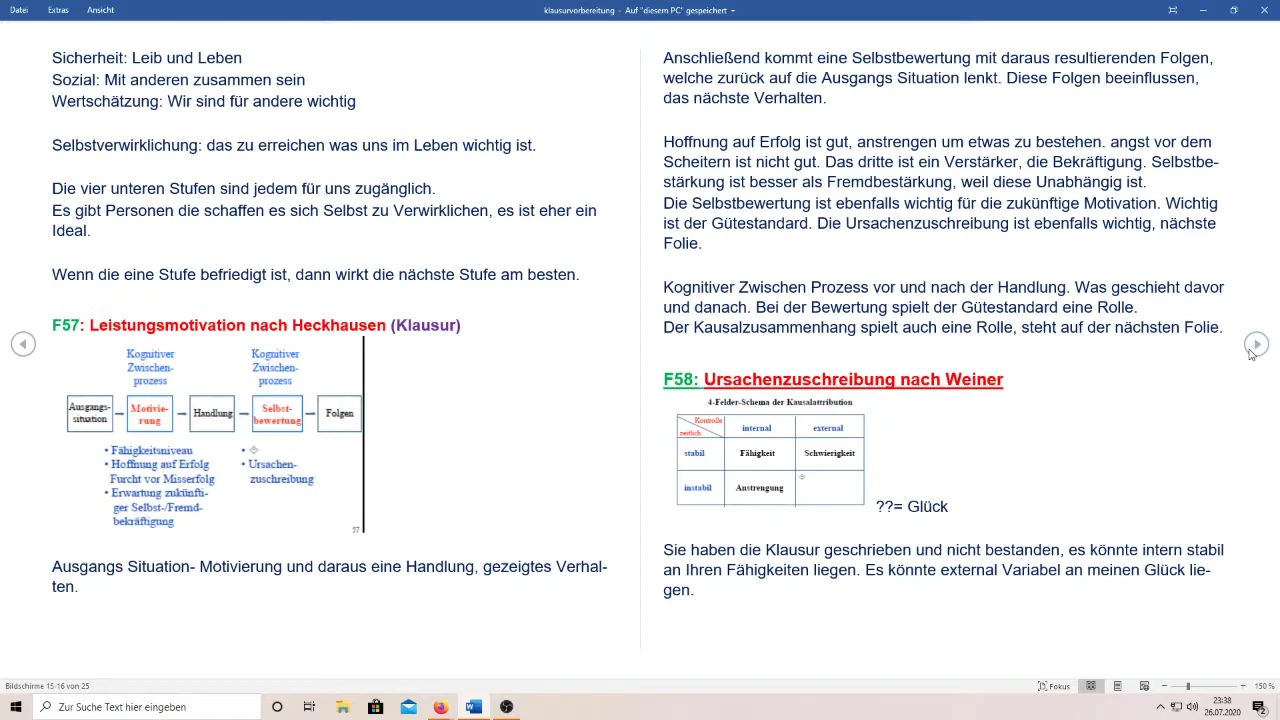 Datei Extras Ansicht
klausurvorbereitung - Auf "diesem PC" gespeichert
Sicherheit: Leib und Leben
Sozial: Mit anderen zusammen sein
Wertschätzung: Wir sind für andere wichtig
Selbstverwirklichung: das zu erreichen was uns im Leben wichtig ist.
Die vier unteren Stufen sind jedem für uns zugänglich.
Es gibt Personen die schaffen es sich Selbst zu Verwirklichen, es ist eher ein
Ideal.
Wenn die eine Stufe befriedigt ist, dann wirkt die nächste Stufe am besten.
F57: Leistungsmotivation nach Heckhausen (Klausur)
Kognitiver Kognitiver
Zwischen- Zwischen-
prozess prozess
Ausgangs- Motivie- Handlung Selbst- Folgen
situation rung bewertung
• Fähigkeitsniveau •
• Hoffnung auf Erfolg • Ursachen-
Furcht vor Misserfolg zuschreibung
• Erwartung zukünfti-
ger Selbst-/Fremd-
bekräftigung
57
Ausgangs Situation- Motivierung und daraus eine Handlung, gezeigtes Verhal-
ten.
Anschließend kommt eine Selbstbewertung mit daraus resultierenden Folgen,
welche zurück auf die Ausgangs Situation lenkt. Diese Folgen beeinflussen,
das nächste Verhalten.
Hoffnung auf Erfolg ist gut, anstrengen um etwas zu bestehen. angst vor dem
Scheitern ist nicht gut. Das dritte ist ein Verstärker, die Bekräftigung. Selbstbe-
stärkung ist besser als Fremdbestärkung, weil diese Unabhängig ist.
Die Selbstbewertung ist ebenfalls wichtig für die zukünftige Motivation. Wichtig
ist der Gütestandard. Die Ursachenzuschreibung ist ebenfalls wichtig, nächste
Folie.
Kognitiver Zwischen Prozess vor und nach der Handlung. Was geschieht davor
und danach. Bei der Bewertung spielt der Gütestandard eine Rolle.
Der Kausalzusammenhang spielt auch eine Rolle, steht auf der nächsten Folie.
F58: Ursachenzuschreibung nach Weiner
4-Felder-Schema der Kausalattribution
Kontrolle
zeitlich internal external
stabil Fähigkeit Schwierigkeit
instabil Anstrengung
??= Glück
Sie haben die Klausur geschrieben und nicht bestanden, es könnte intern stabil
an Ihren Fähigkeiten liegen. Es könnte external Variabel an meinen Glück lie-
gen.
Bildschirme 15-16 von 25 Fokus 150 %
Zur Suche Text hier eingeben
23:38
26.07.2020
2